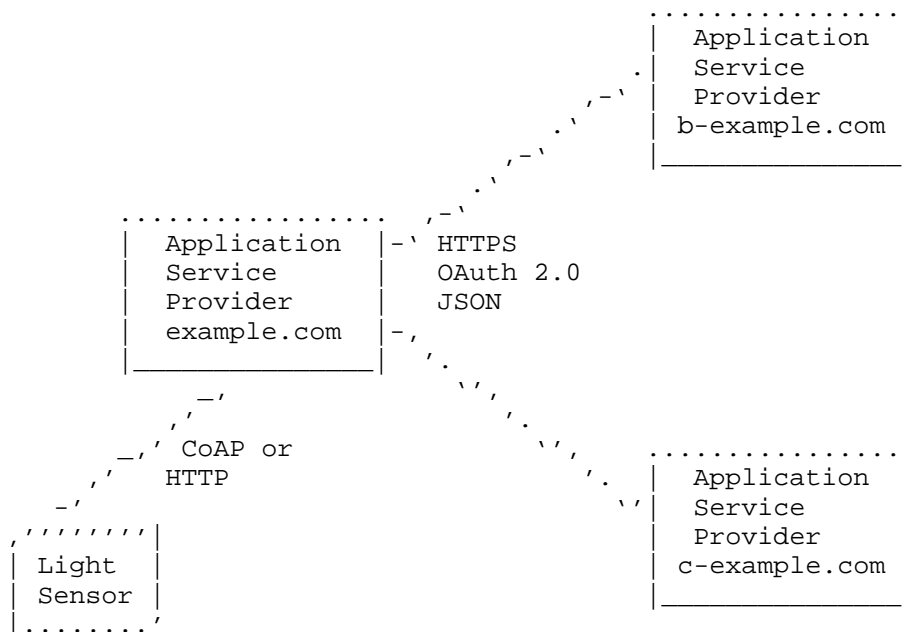 Application
Service
Provider
b-example.com
Application
Service
Provider
example.com
HTTPS
OAuth 2.0
JSON
CoAP or
HTTP
Light
Sensor
Application
Service
Provider
c-example.com